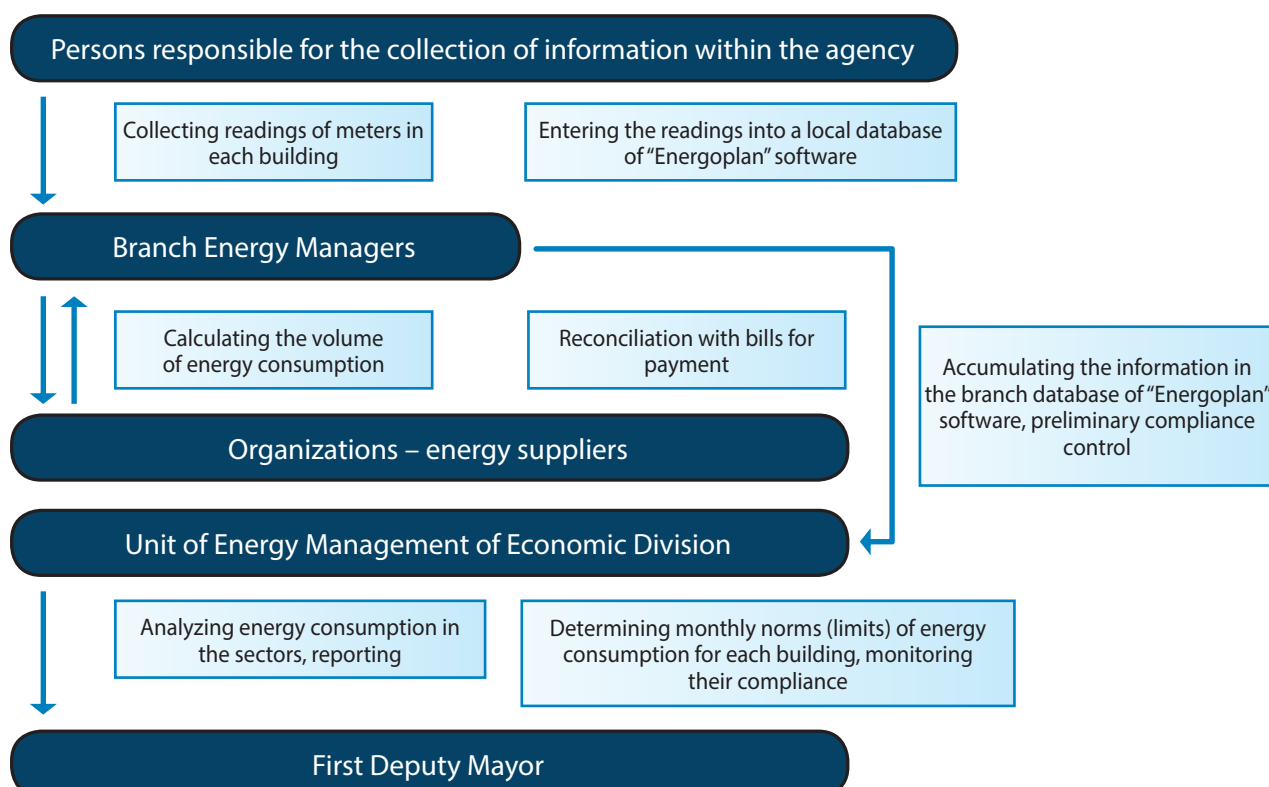 Persons responsible for the collection of information within the agency
Collecting readings of meters in
each building
Entering the readings into a local database
of “Energoplan” software
Branch Energy Managers
Calculating the volume
of energy consumption
Reconciliation with bills for
payment
Accumulating the information in
the branch database of “Energoplan”
software, preliminary compliance
control
Organizations – energy suppliers
Unit of Energy Management of Economic Division
Analyzing energy consumption in
the sectors, reporting
Determining monthly norms (limits) of energy
consumption for each building, monitoring
their compliance
First Deputy Mayor